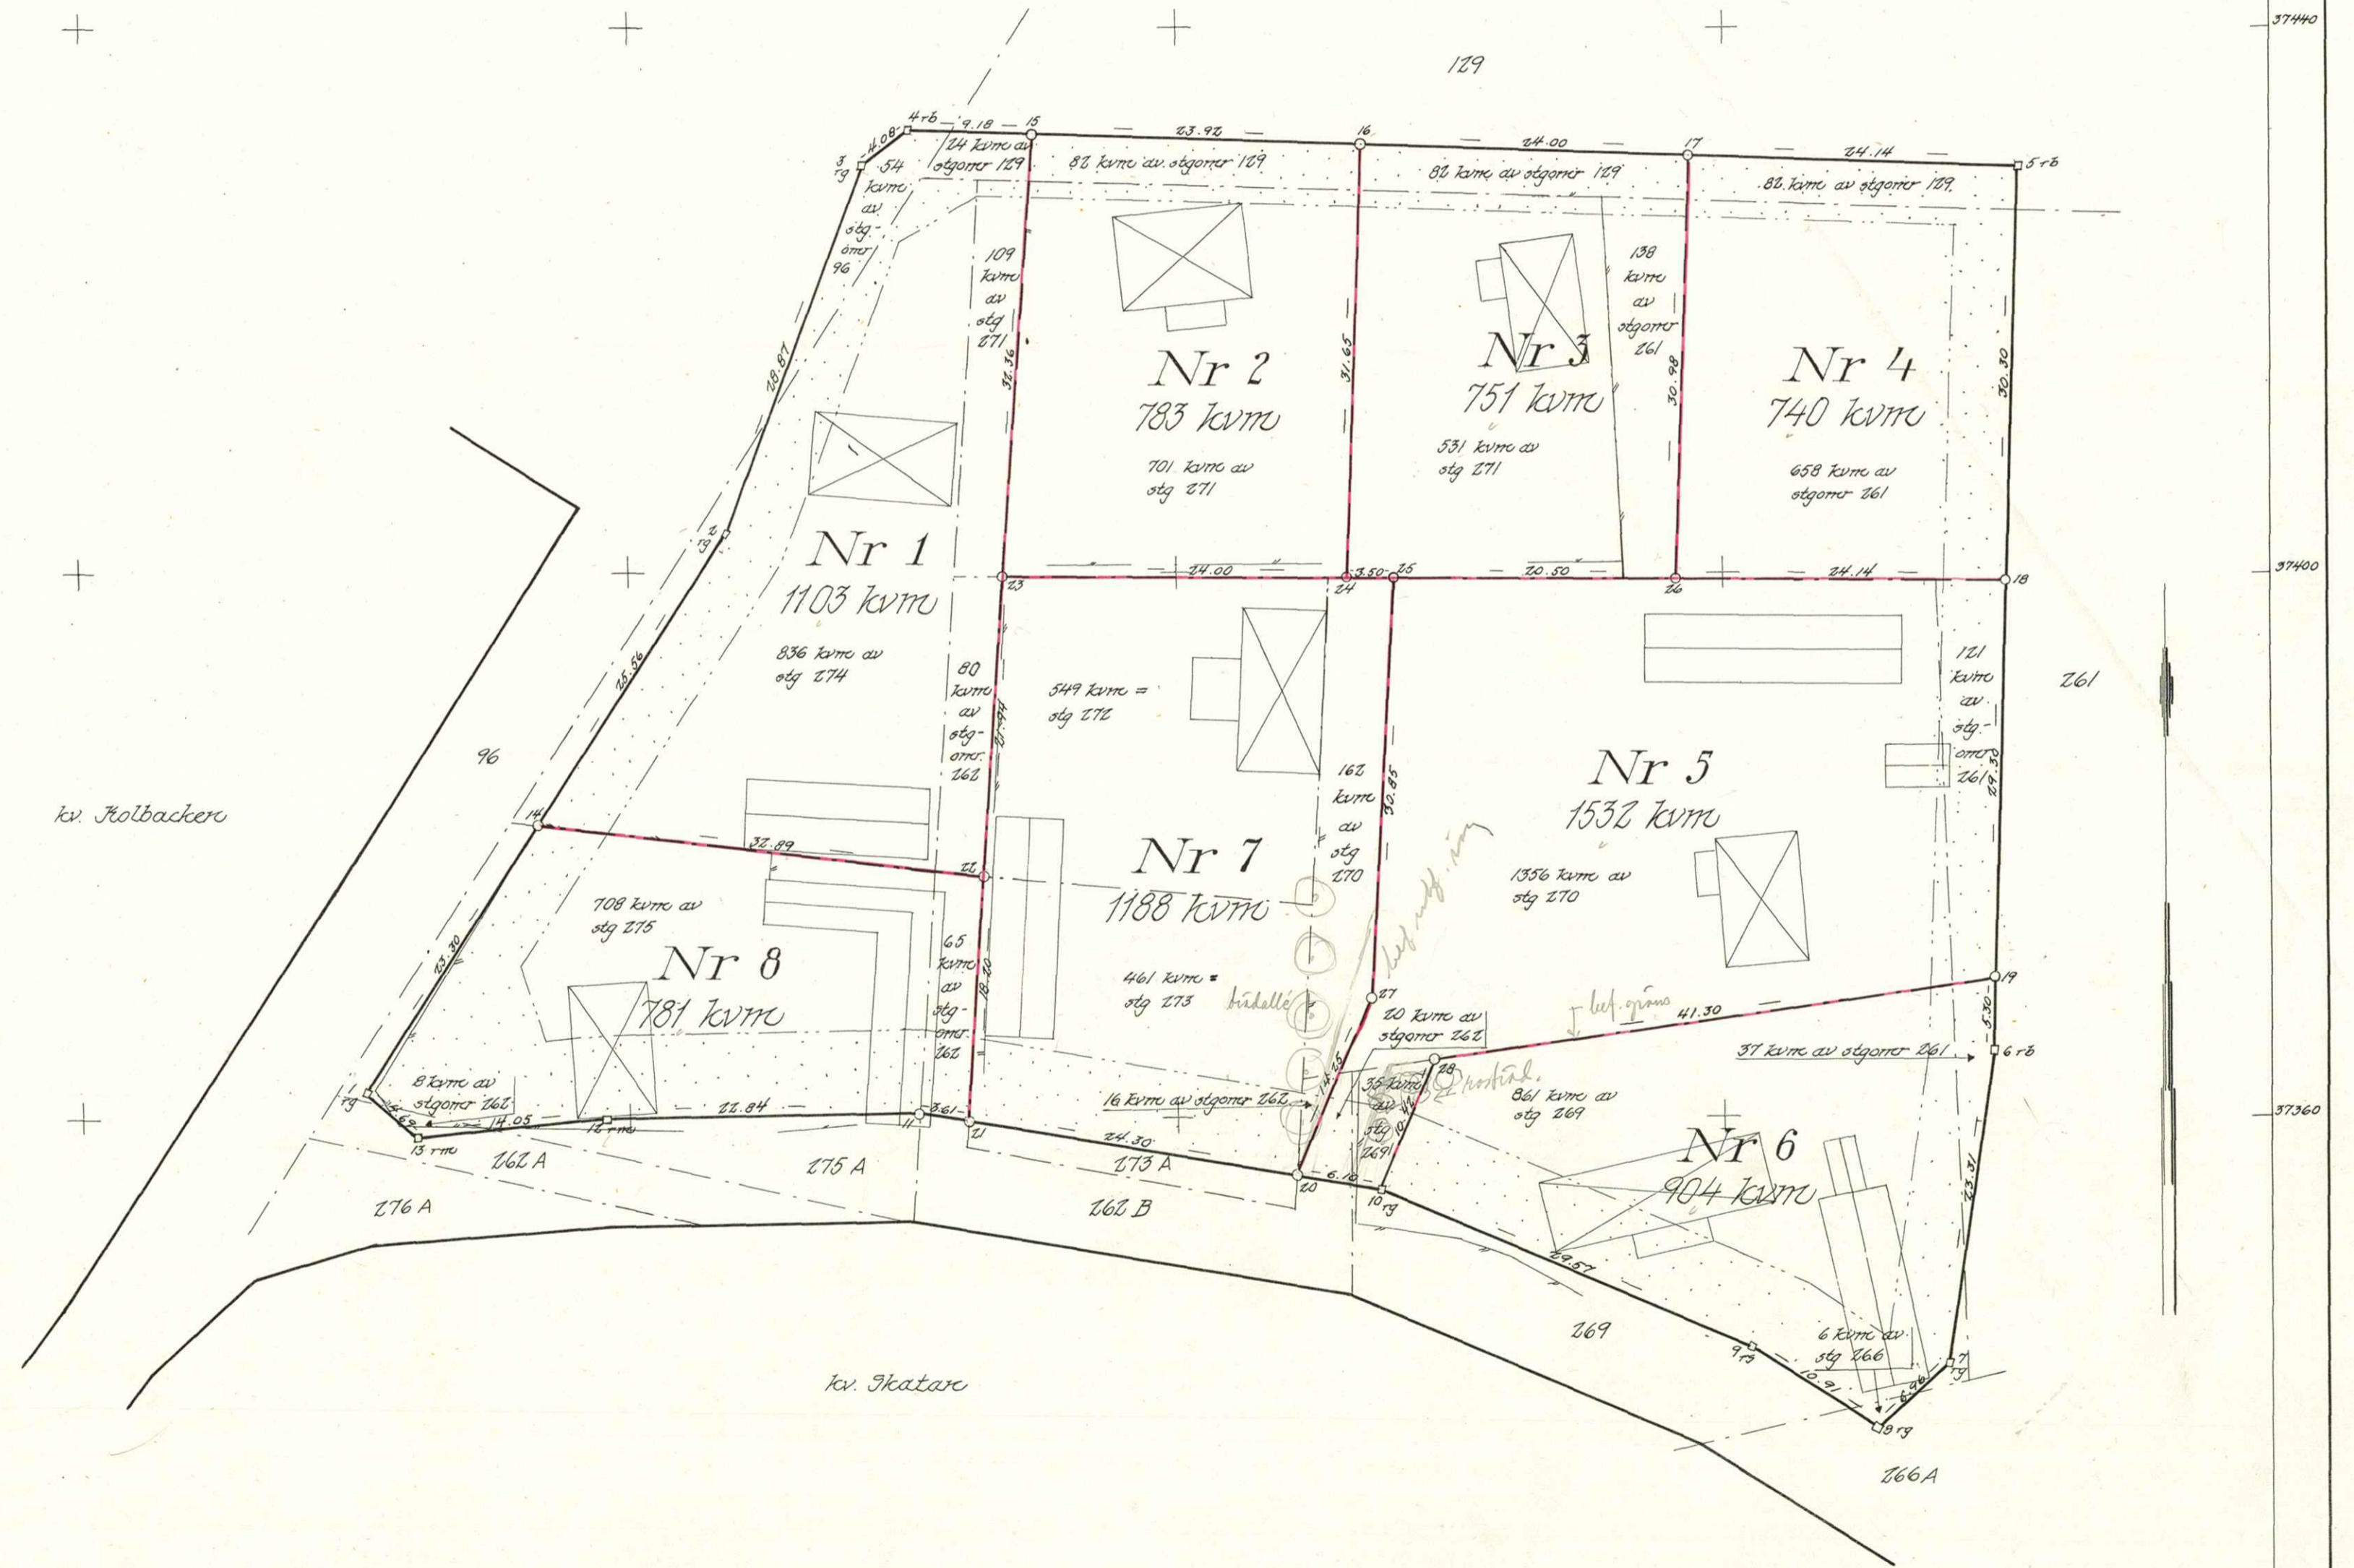 37440
129
4 rb
9.18
15
23.92
16
24.00
17
24.14
5 rb
4.08
3
rg
54
kvm
av
stg-
omr
96
24 kvm av
stgomr 129
82 kvm av stgomr 129
82 kvm av stgomr 129
82 kvm av stgomr 129
109
kvm
av
stg
271
138
kvm
av
stgomr
261
28.87
32.36
31.65
30.98
30.30
Nr 2
783 kvm
701 kvm av
stg 271
Nr 3
751 kvm
531 kvm av
stg 271
Nr 4
740 kvm
658 kvm av
stgomr 261
2
rg
Nr 1
1103 kvm
836 kvm av
stg 274
37400
23
24.00
24
3.50
25
20.50
26
24.14
18
25.56
80
kvm
av
stg-
omr
262
21.94
549 kvm =
stg 272
121
kvm
av
stg-
omr
261
29.30
261
96
kv. Kolbacken
14
32.89
22
162
kvm
av
stg
270
30.85
Nr 5
1532 kvm
1356 kvm av
stg 270
Nr 7
1188 kvm
461 kvm =
stg 273
708 kvm av
stg 275
Nr 8
781 kvm
23.30
65
kvm
av
stg-
omr
262
18.20
27
19
20 kvm av
stgomr 262
bef. gräns
41.30
5.30
37 kvm av stgomr 261
6 rb
28
14.25
35 kvm
av
stg
269
861 kvm av
stg 269
1
rg
8 kvm av
stgomr 262
14.05
12 rm
22.84
11
3.61
21
16 kvm av stgomr 262
37360
13 rm
24.30
20
6.10
10 rg
Nr 6
904 kvm
23.31
262 A
275 A
273 A
276 A
262 B
29.57
269
9 rg
6 kvm av
stg 266
7
rg
10.91
6.96
8 rg
kv. Skatan
266 A